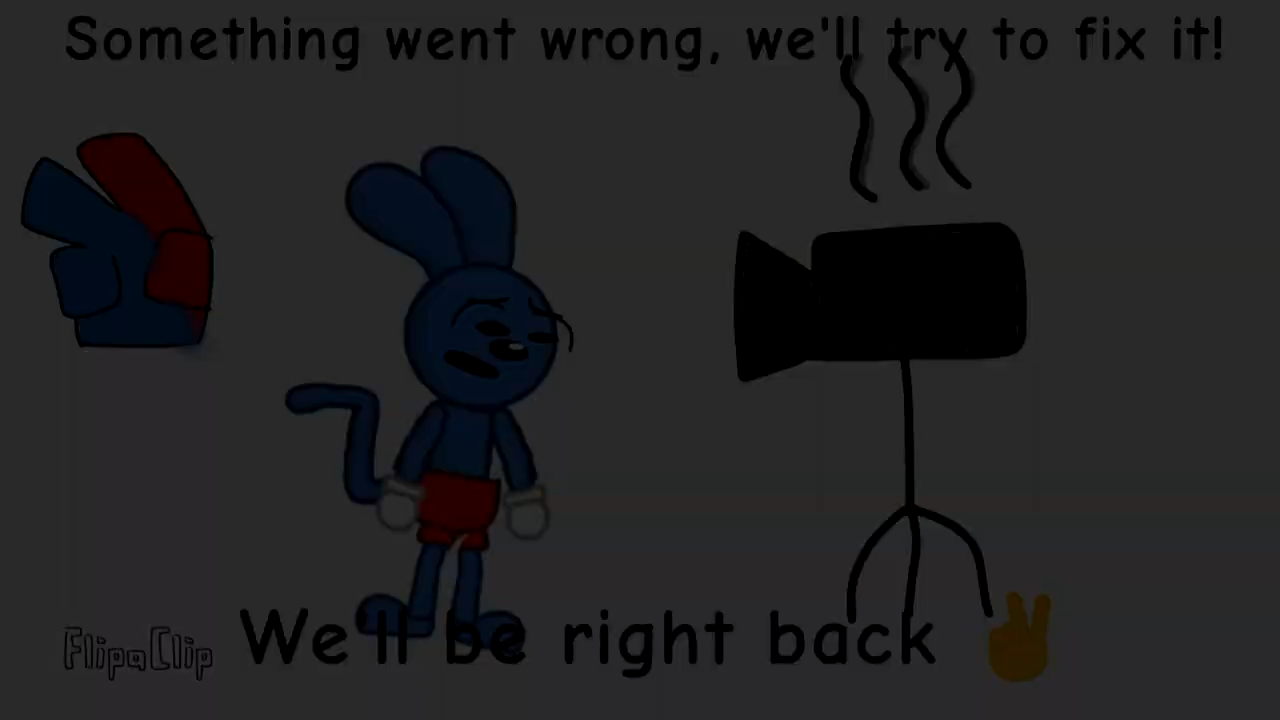 Something went wrong, we'll try to fix it!
We'll be right back ✌️
FlipaClip